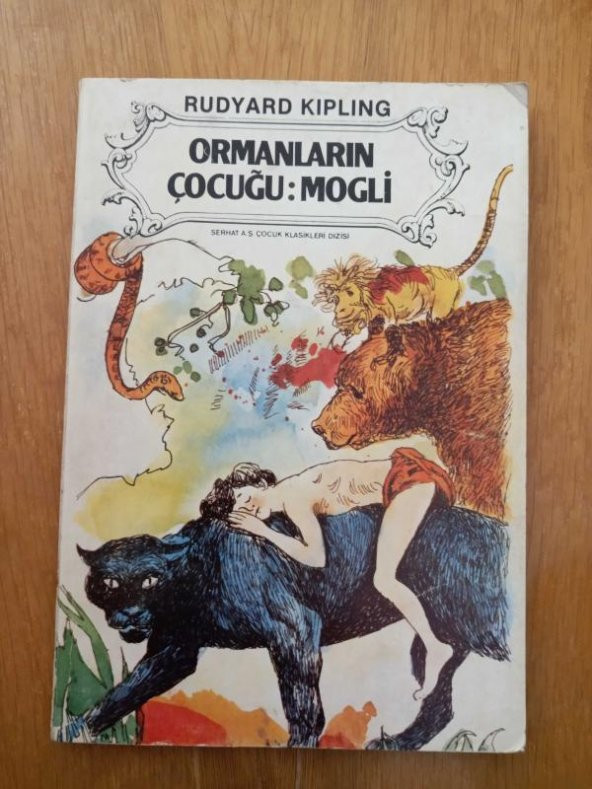 RUDYARD KIPLING
ORMANLARIN
ÇOCUĞU: MOGLİ
SERHAT A.Ş. ÇOCUK KLASİKLERİ DİZİSİ